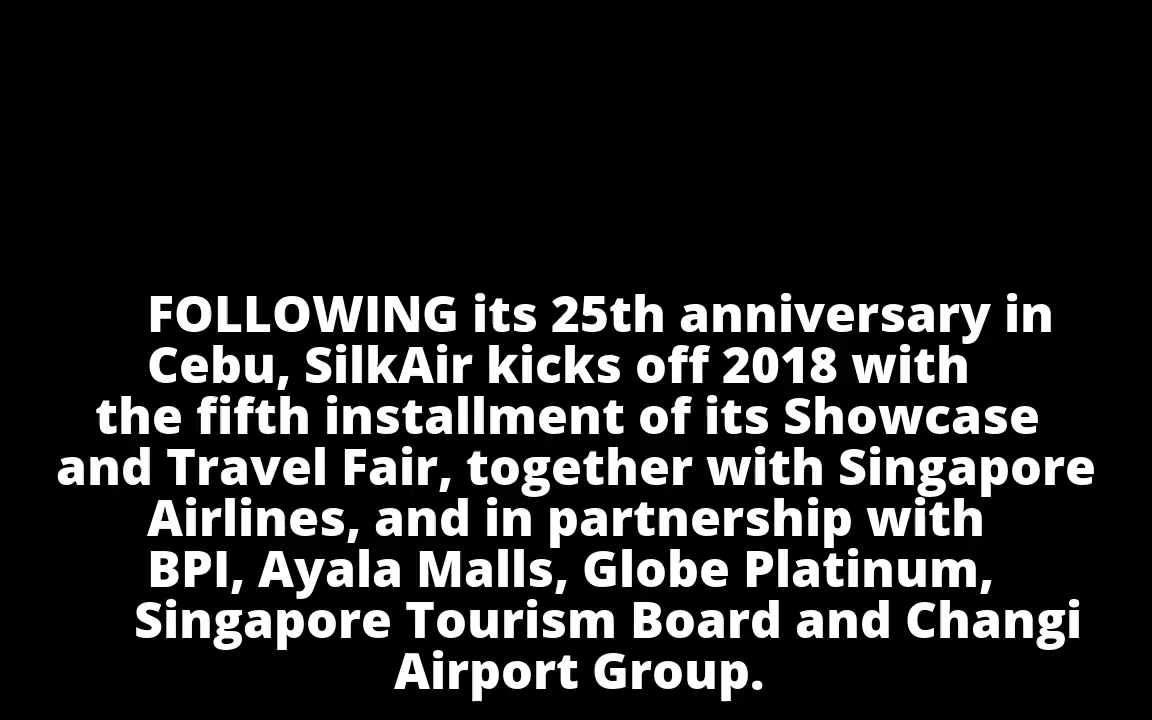 FOLLOWING its 25th anniversary in
Cebu, SilkAir kicks off 2018 with
the fifth installment of its Showcase
and Travel Fair, together with Singapore
Airlines, and in partnership with
BPI, Ayala Malls, Globe Platinum,
Singapore Tourism Board and Changi
Airport Group.